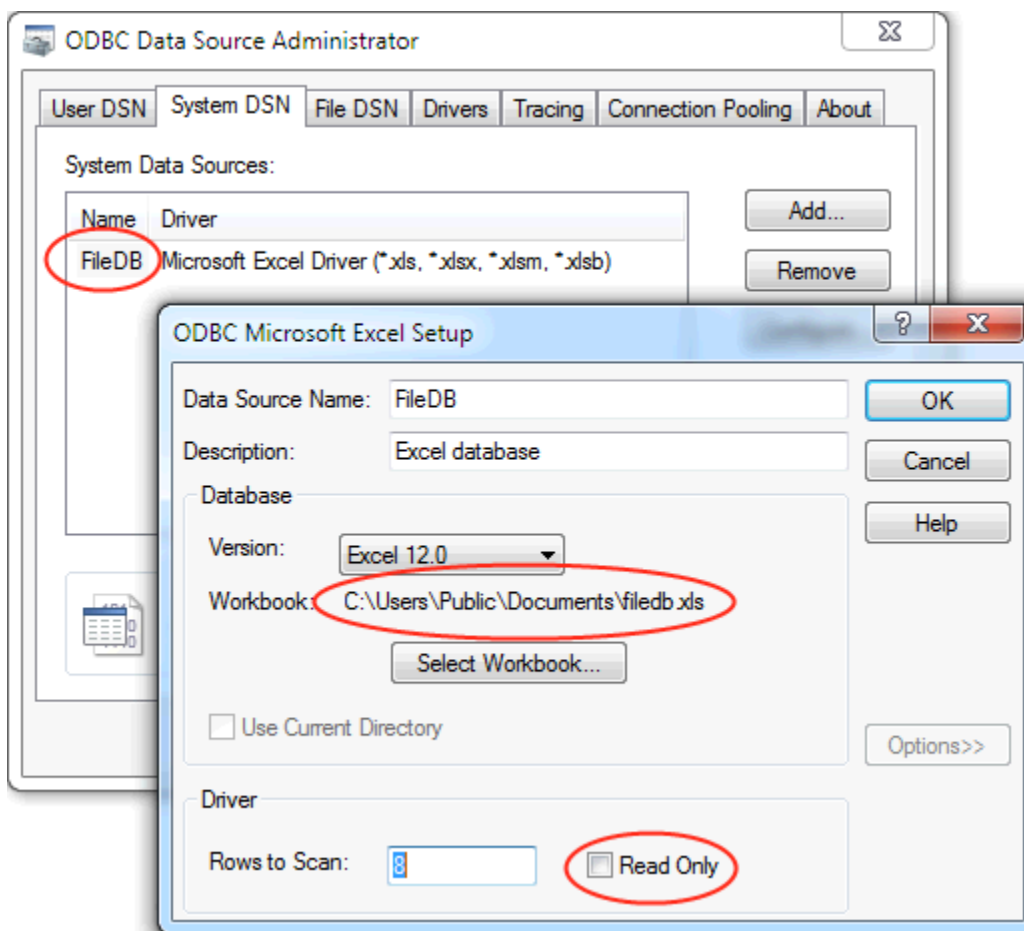 ODBC Data Source Administrator
User DSN System DSN File DSN Drivers Tracing Connection Pooling About
System Data Sources:
Name Driver
Add...
FileDB Microsoft Excel Driver (*.xls, *.xlsx, *.xlsm, *.xlsb)
Remove
ODBC Microsoft Excel Setup
Data Source Name: FileDB
OK
Description: Excel database
Cancel
Database
Help
Version: Excel 12.0
Workbook: C:\Users\Public\Documents\filedb.xls
Select Workbook...
Use Current Directory
Options>>
Driver
Rows to Scan: 8 Read Only